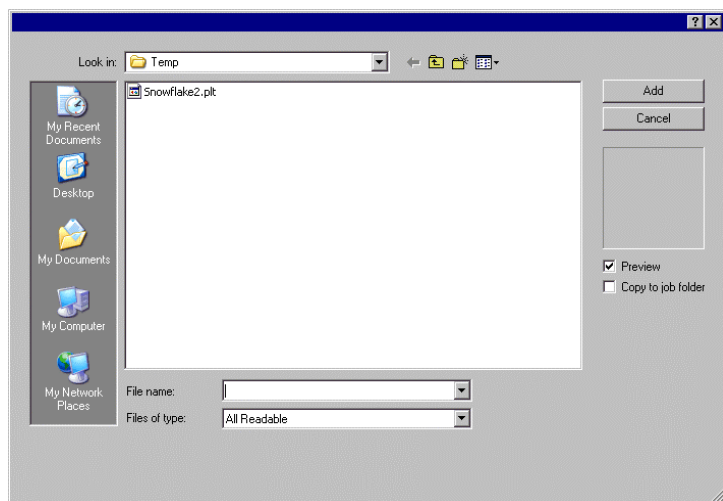 Look in:
Temp
Snowflake2.plt
My Recent
Documents
Desktop
My Documents
My Computer
My Network
Places
File name:
Files of type:
All Readable
Add
Cancel
Preview
Copy to job folder